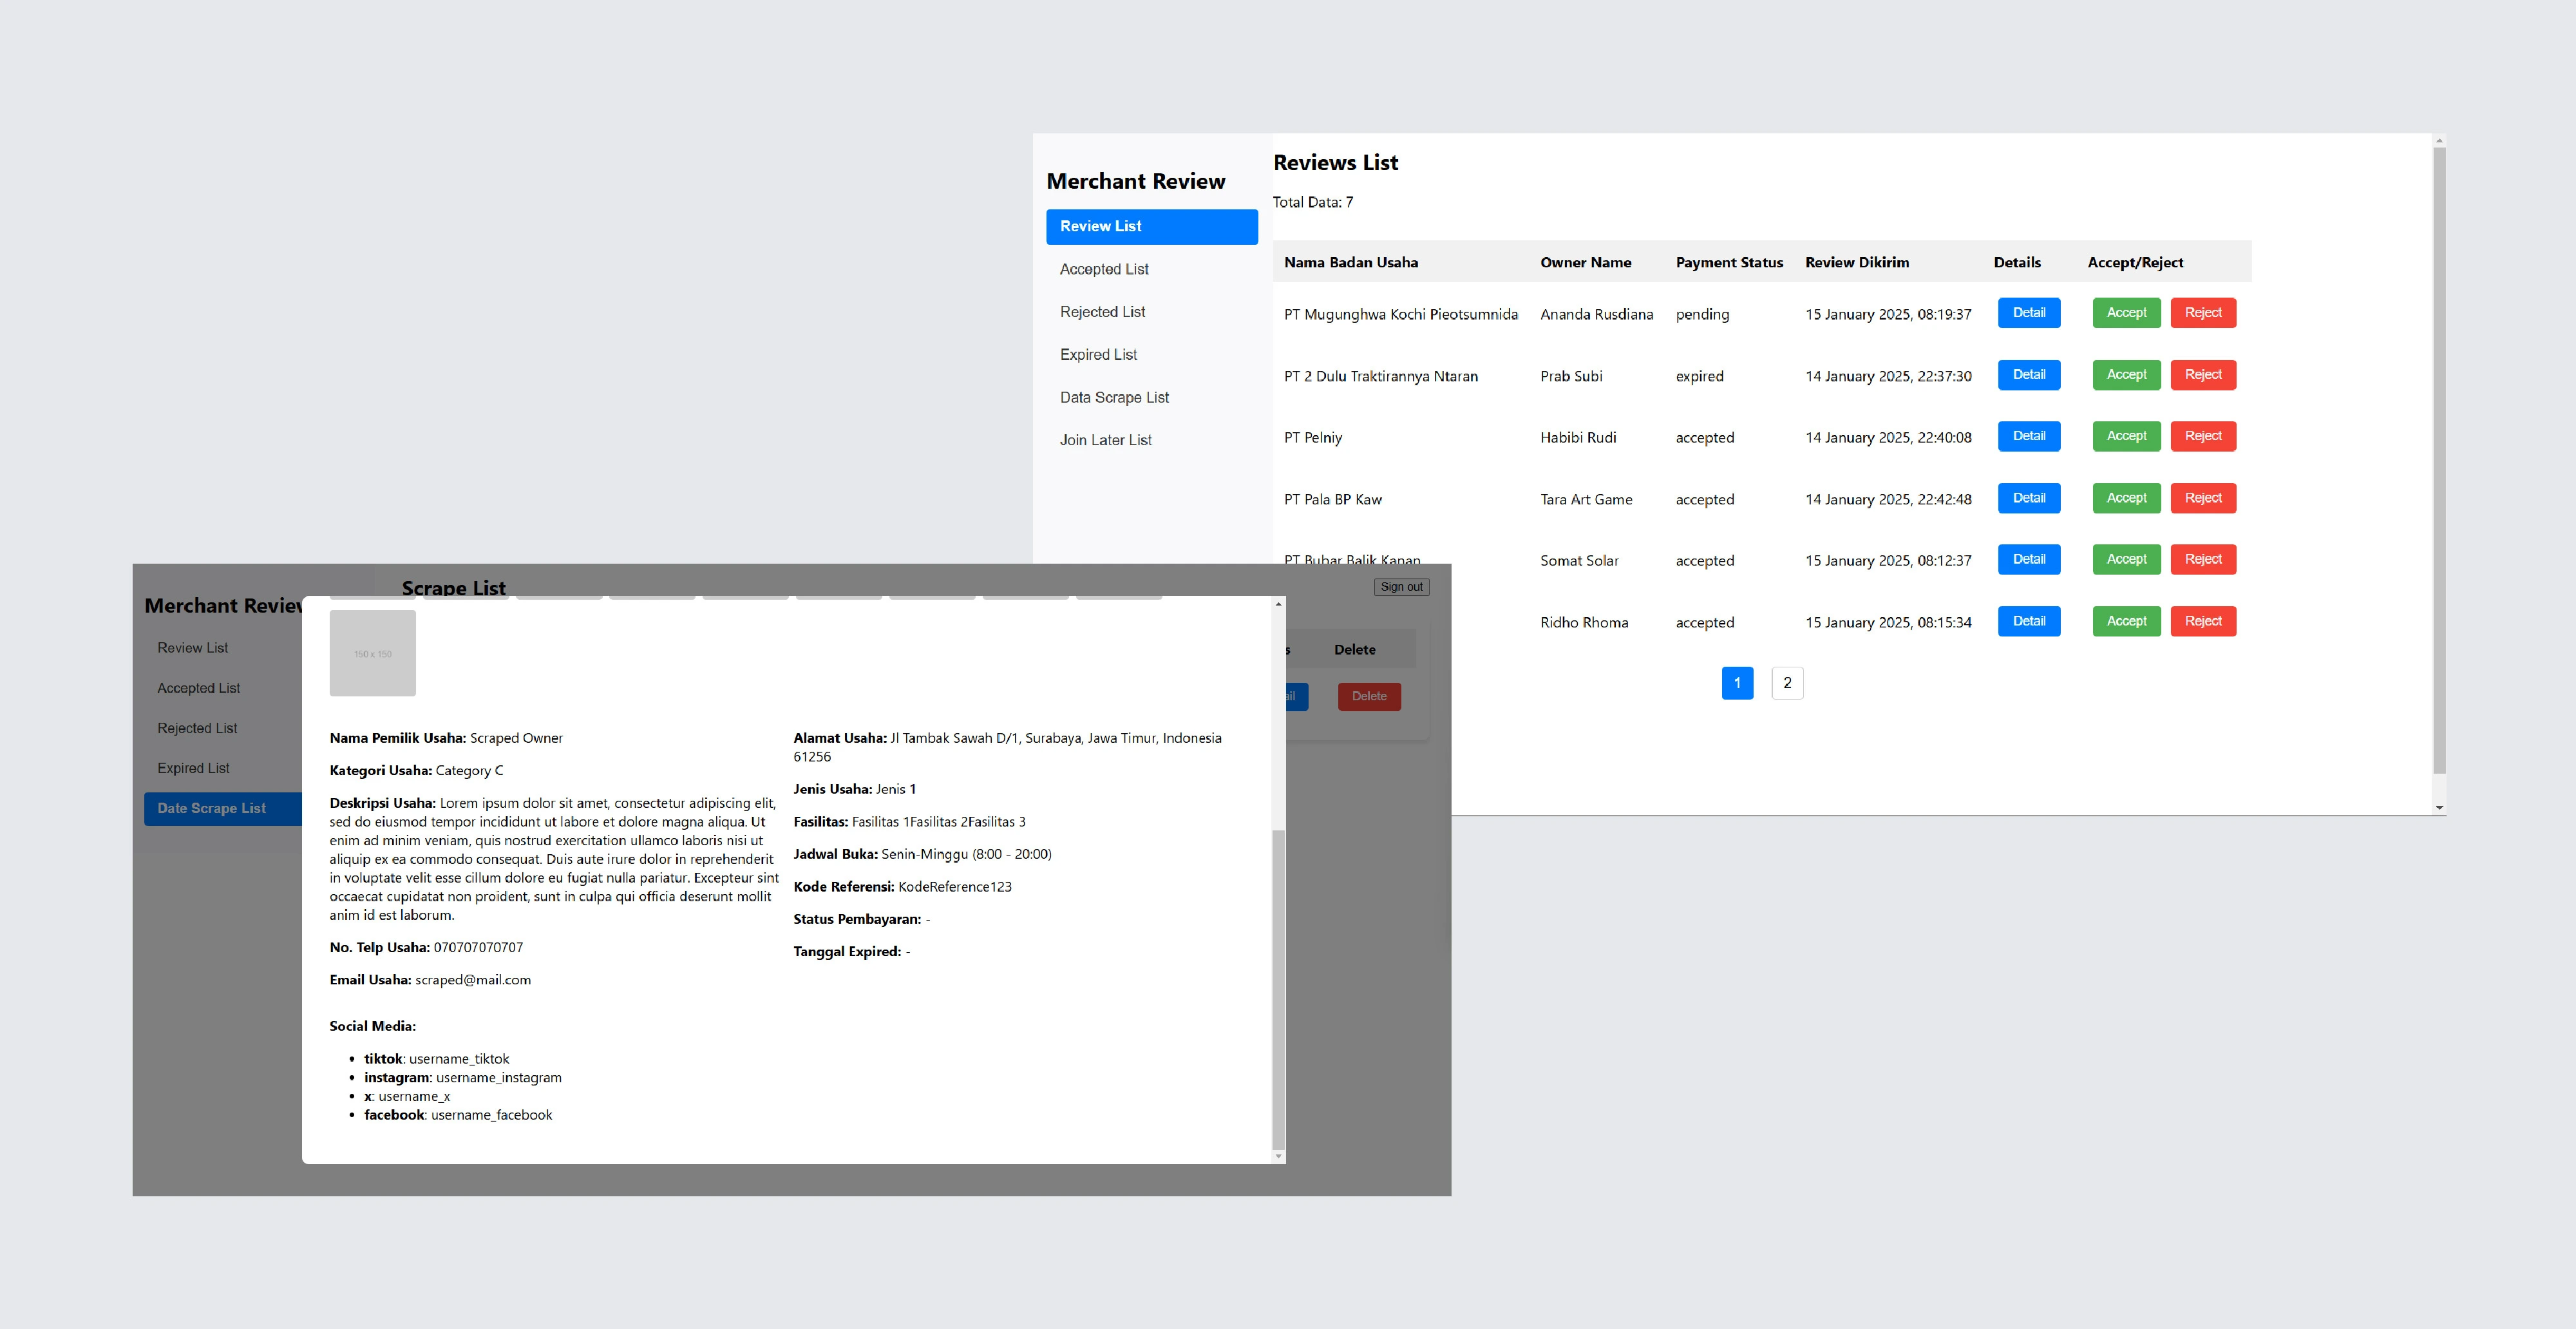 Merchant Review
Review List
Accepted List
Rejected List
Expired List
Data Scrape List
Join Later List
Reviews List
Total Data: 7
Nama Badan Usaha Owner Name Payment Status Review Dikirim Details Accept/Reject
PT Mugunghwa Kochi Pieotsumnida Ananda Rusdiana pending 15 January 2025, 08:19:37 Detail Accept Reject
PT 2 Dulu Traktirannya Ntaran Prab Subi expired 14 January 2025, 22:37:30 Detail Accept Reject
PT Pelniy Habibi Rudi accepted 14 January 2025, 22:40:08 Detail Accept Reject
PT Pala BP Kaw Tara Art Game accepted 14 January 2025, 22:42:48 Detail Accept Reject
PT Bubar Balik Kanan Somat Solar accepted 15 January 2025, 08:12:37 Detail Accept Reject
Ridho Rhoma accepted 15 January 2025, 08:15:34 Detail Accept Reject
1 2
Merchant Review
Review List
Accepted List
Rejected List
Expired List
Date Scrape List
Scrape List
Sign out
Delete
Delete
150 x 150
Nama Pemilik Usaha: Scraped Owner
Kategori Usaha: Category C
Deskripsi Usaha: Lorem ipsum dolor sit amet, consectetur adipiscing elit,
sed do eiusmod tempor incididunt ut labore et dolore magna aliqua. Ut
enim ad minim veniam, quis nostrud exercitation ullamco laboris nisi ut
aliquip ex ea commodo consequat. Duis aute irure dolor in reprehenderit
in voluptate velit esse cillum dolore eu fugiat nulla pariatur. Excepteur sint
occaecat cupidatat non proident, sunt in culpa qui officia deserunt mollit
anim id est laborum.
No. Telp Usaha: 070707070707
Email Usaha: scraped@mail.com
Alamat Usaha: Jl Tambak Sawah D/1, Surabaya, Jawa Timur, Indonesia
61256
Jenis Usaha: Jenis 1
Fasilitas: Fasilitas 1Fasilitas 2Fasilitas 3
Jadwal Buka: Senin-Minggu (8:00 - 20:00)
Kode Referensi: KodeReference123
Status Pembayaran: -
Tanggal Expired: -
Social Media:
• tiktok: username_tiktok
• instagram: username_instagram
• x: username_x
• facebook: username_facebook